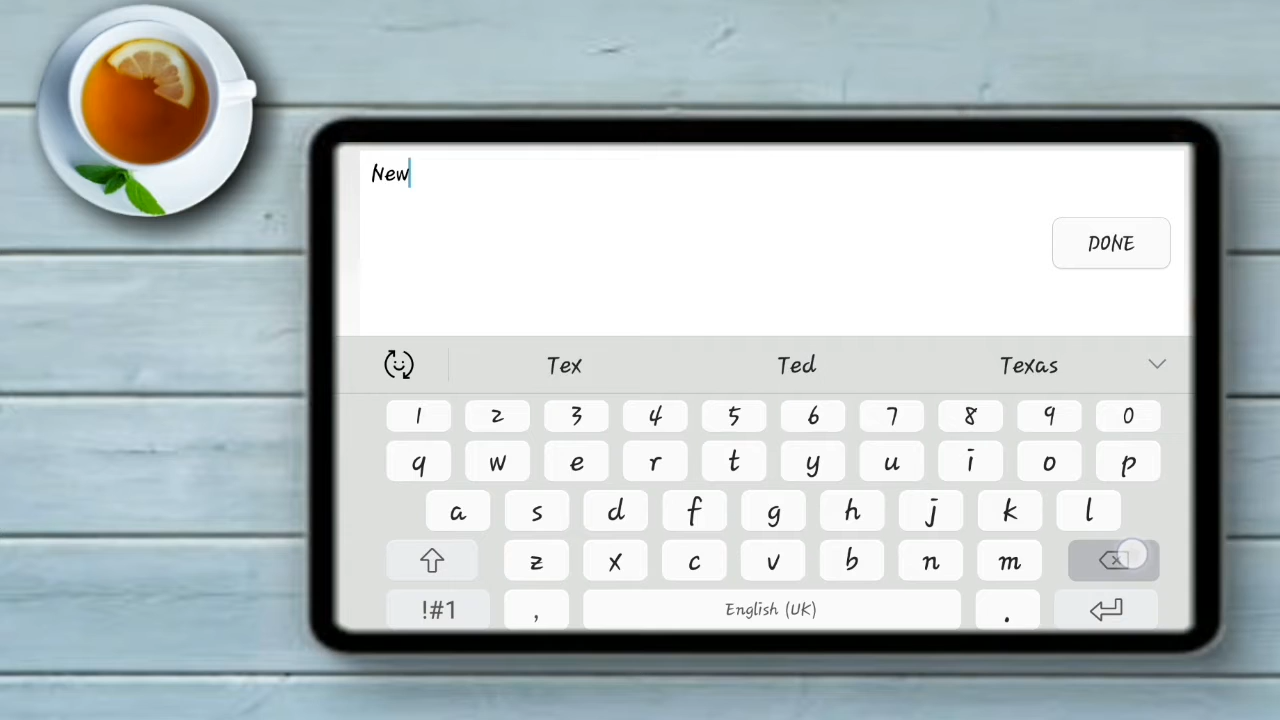 New
DONE
Tex Ted Texas
1 2 3 4 5 6 7 8 9 0
q w e r t y u i o p
a s d f g h j k l
z x c v b n m
!#1 , English (UK) .